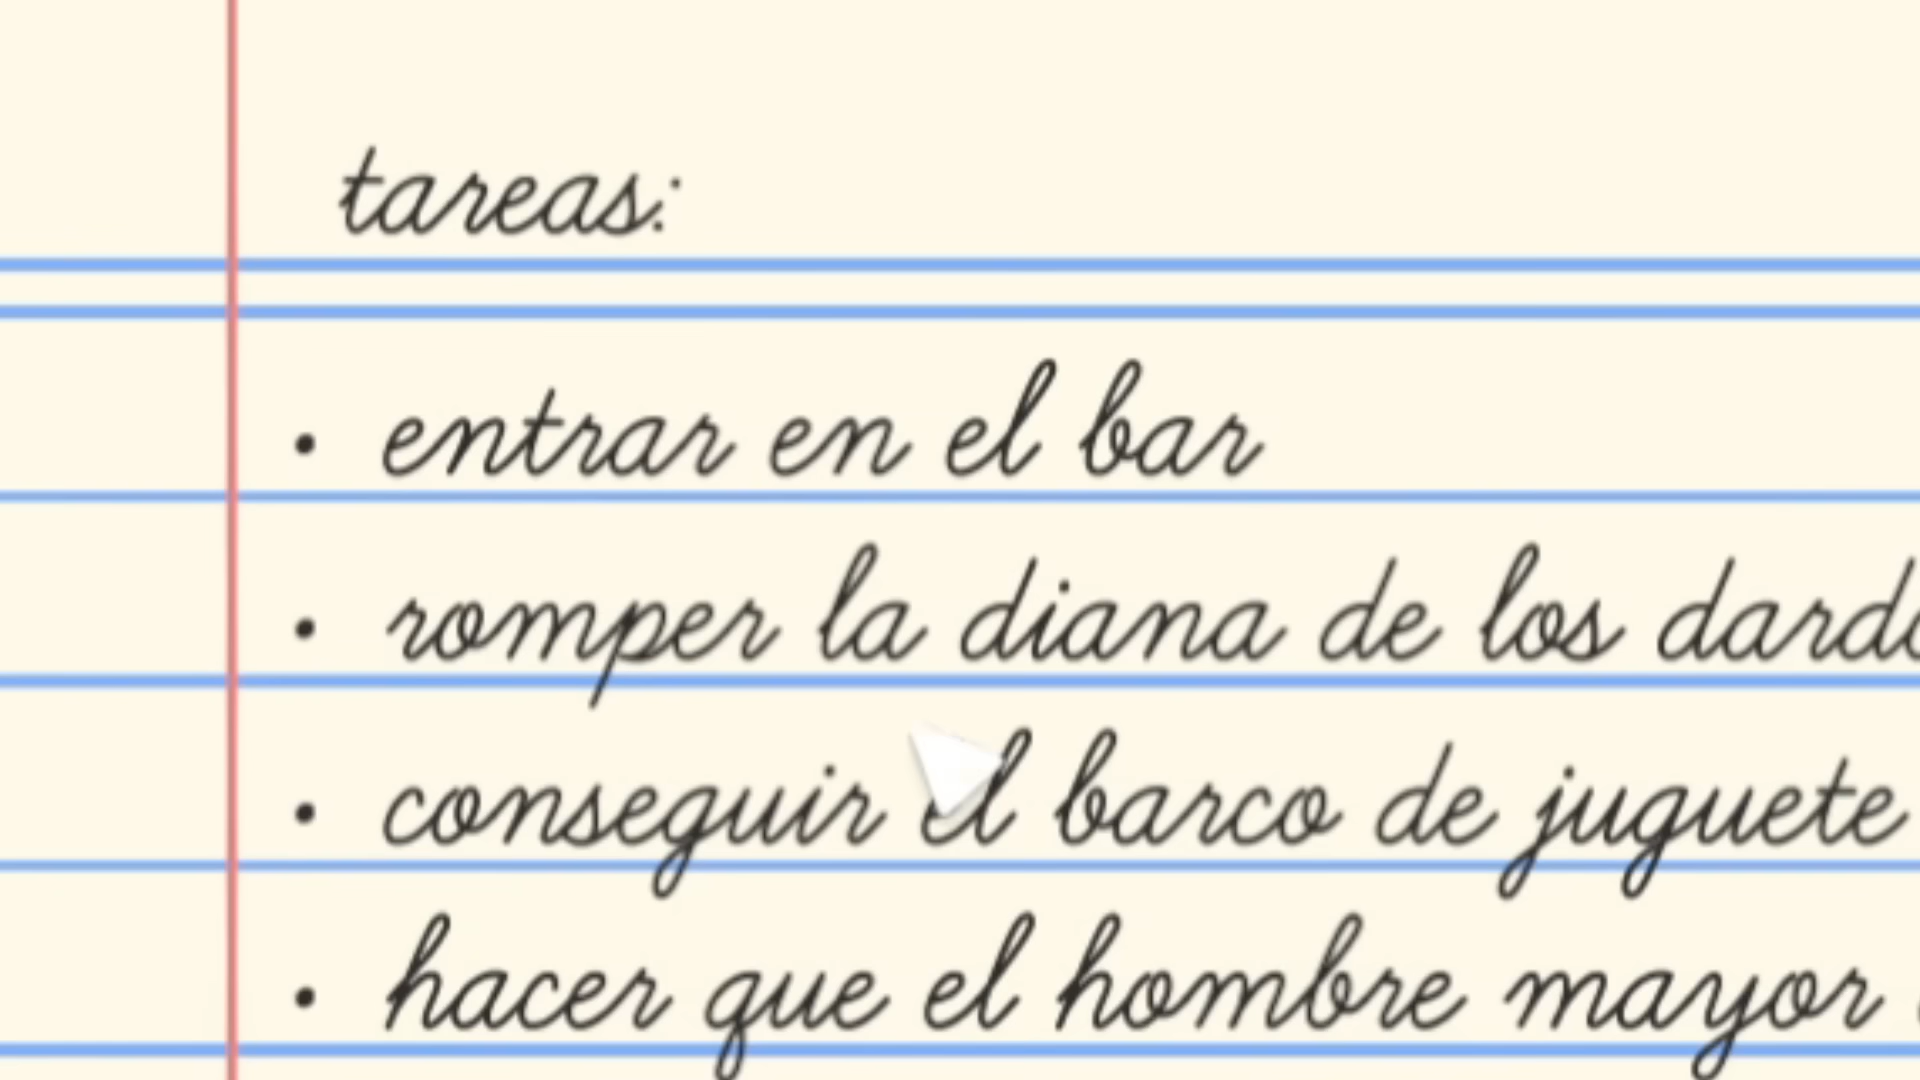 tareas:
• entrar en el bar
• romper la diana de los dardo
• conseguir el barco de juguete
• hacer que el hombre mayor